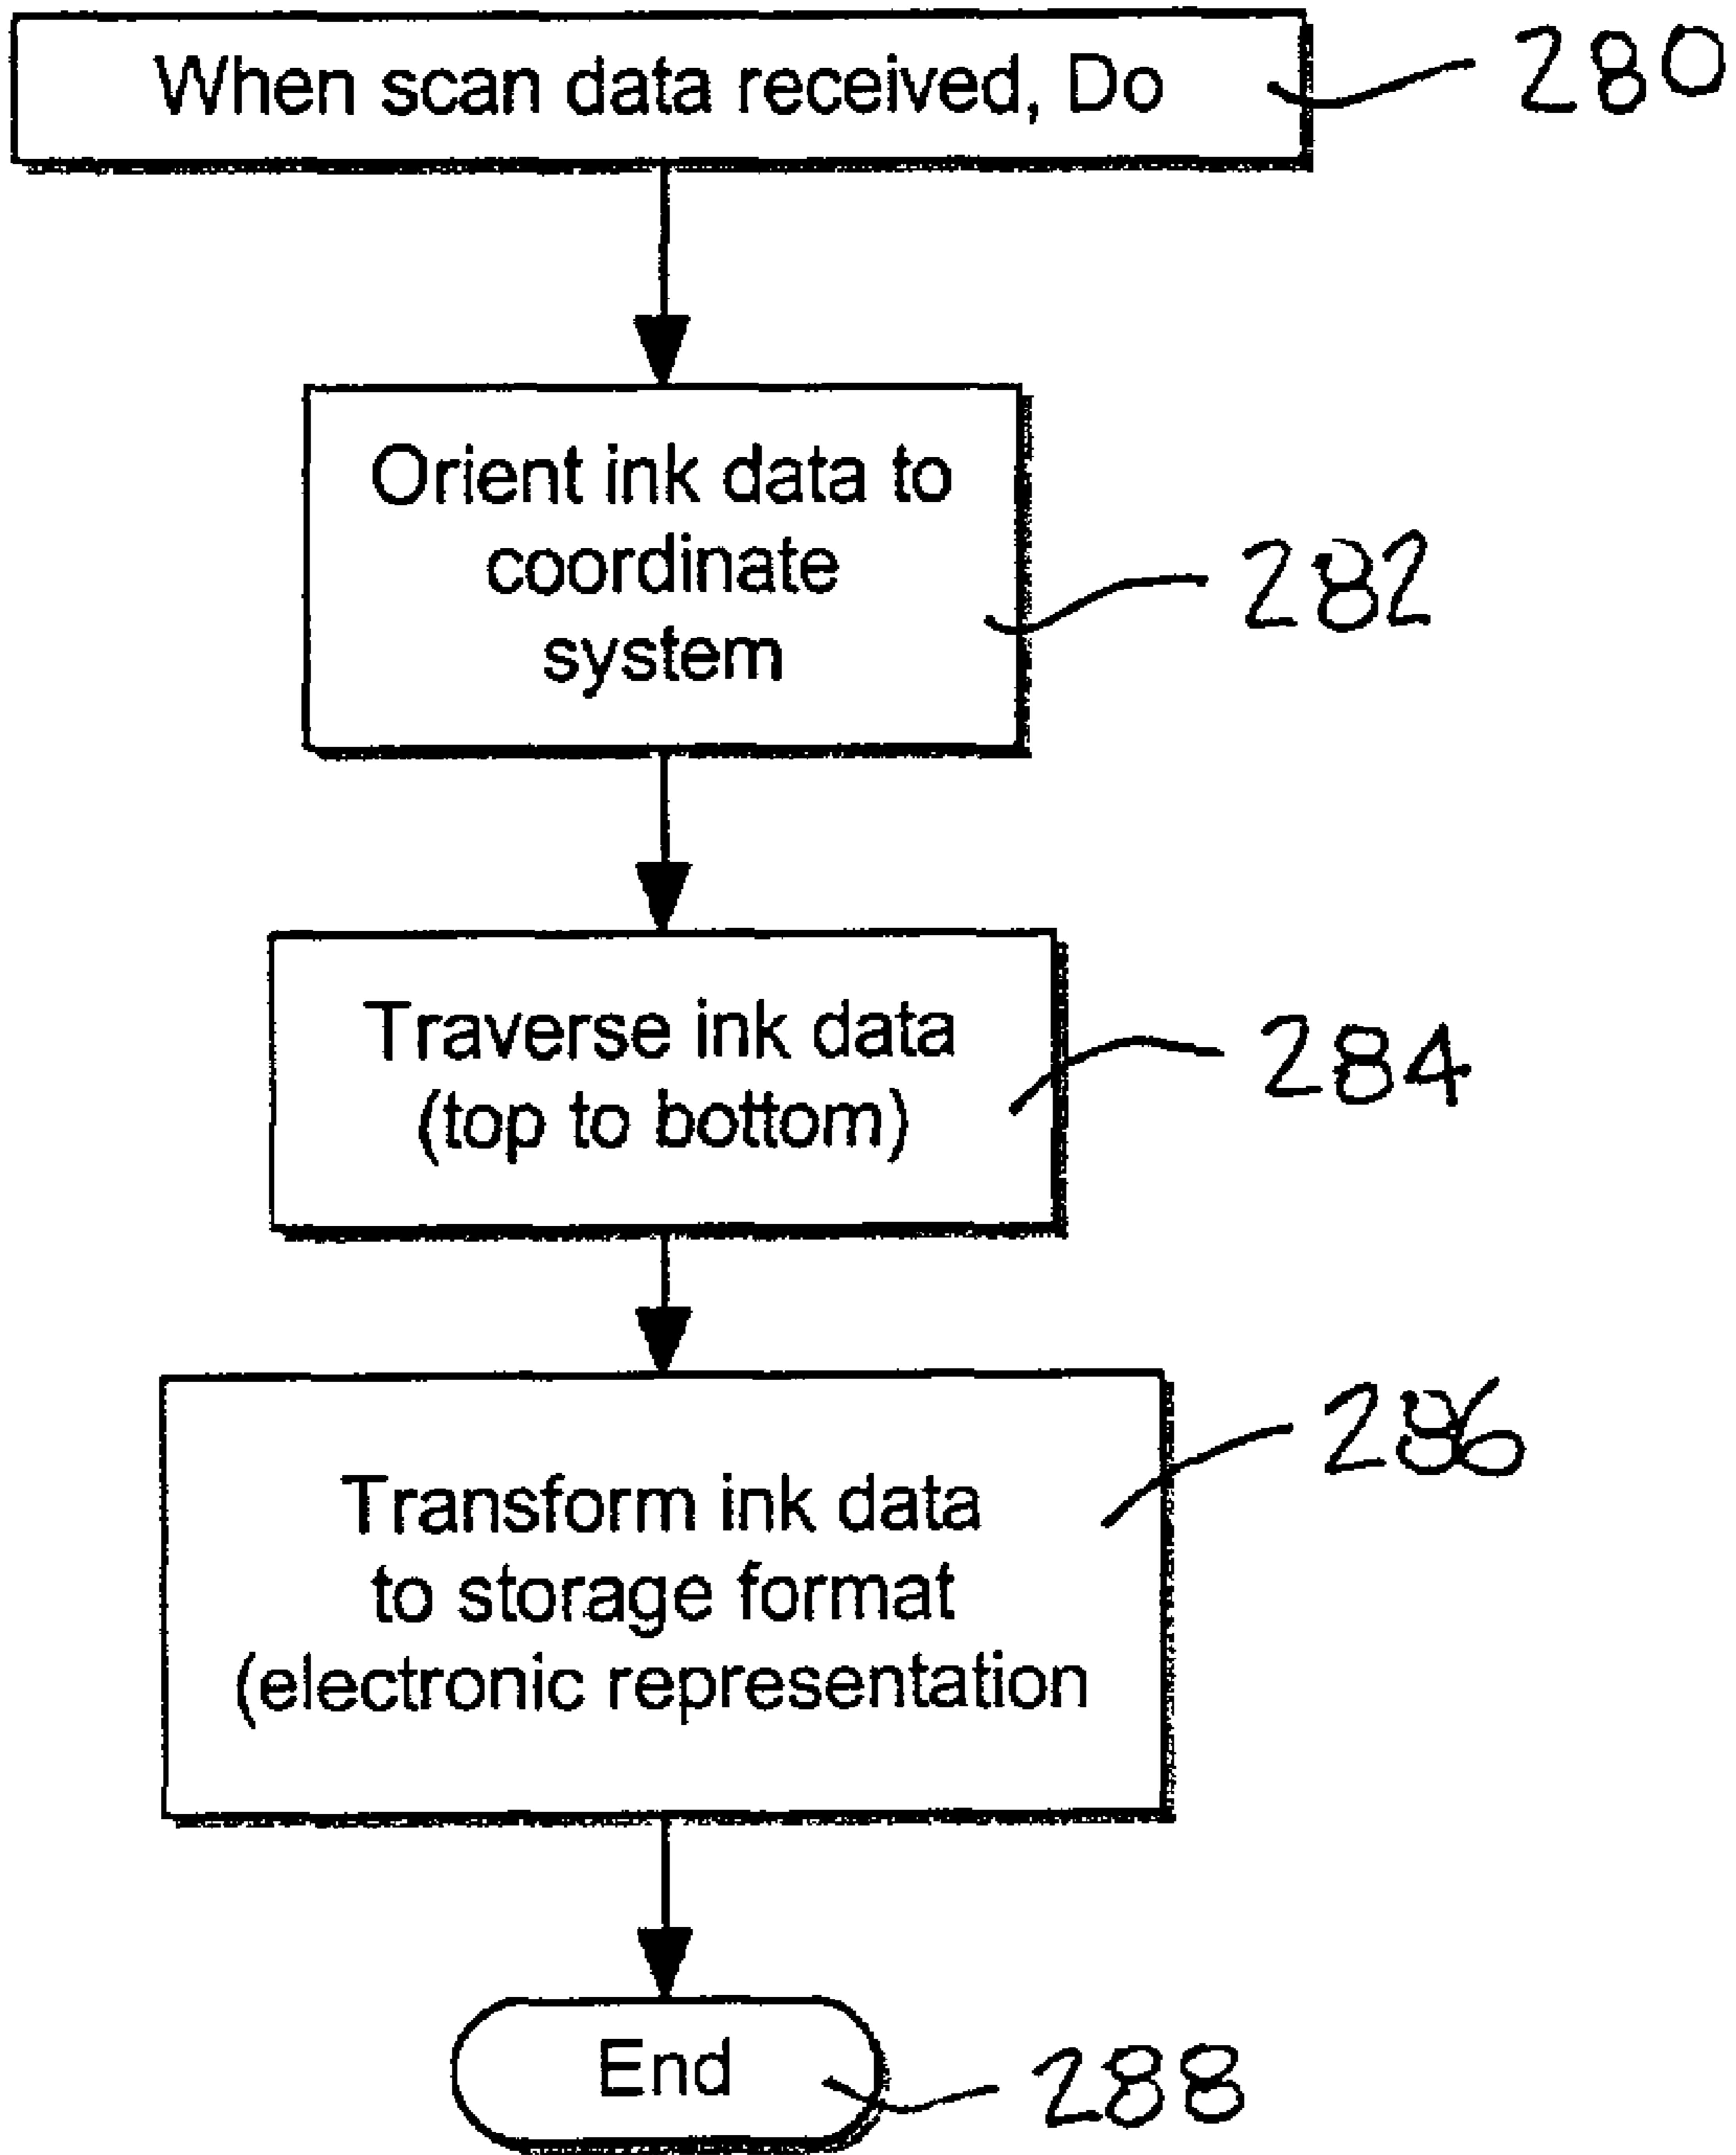 When scan data received, Do
280
Orient ink data to
coordinate
system
282
Traverse ink data
(top to bottom)
284
Transform ink data
to storage format
(electronic representation
286
End
288